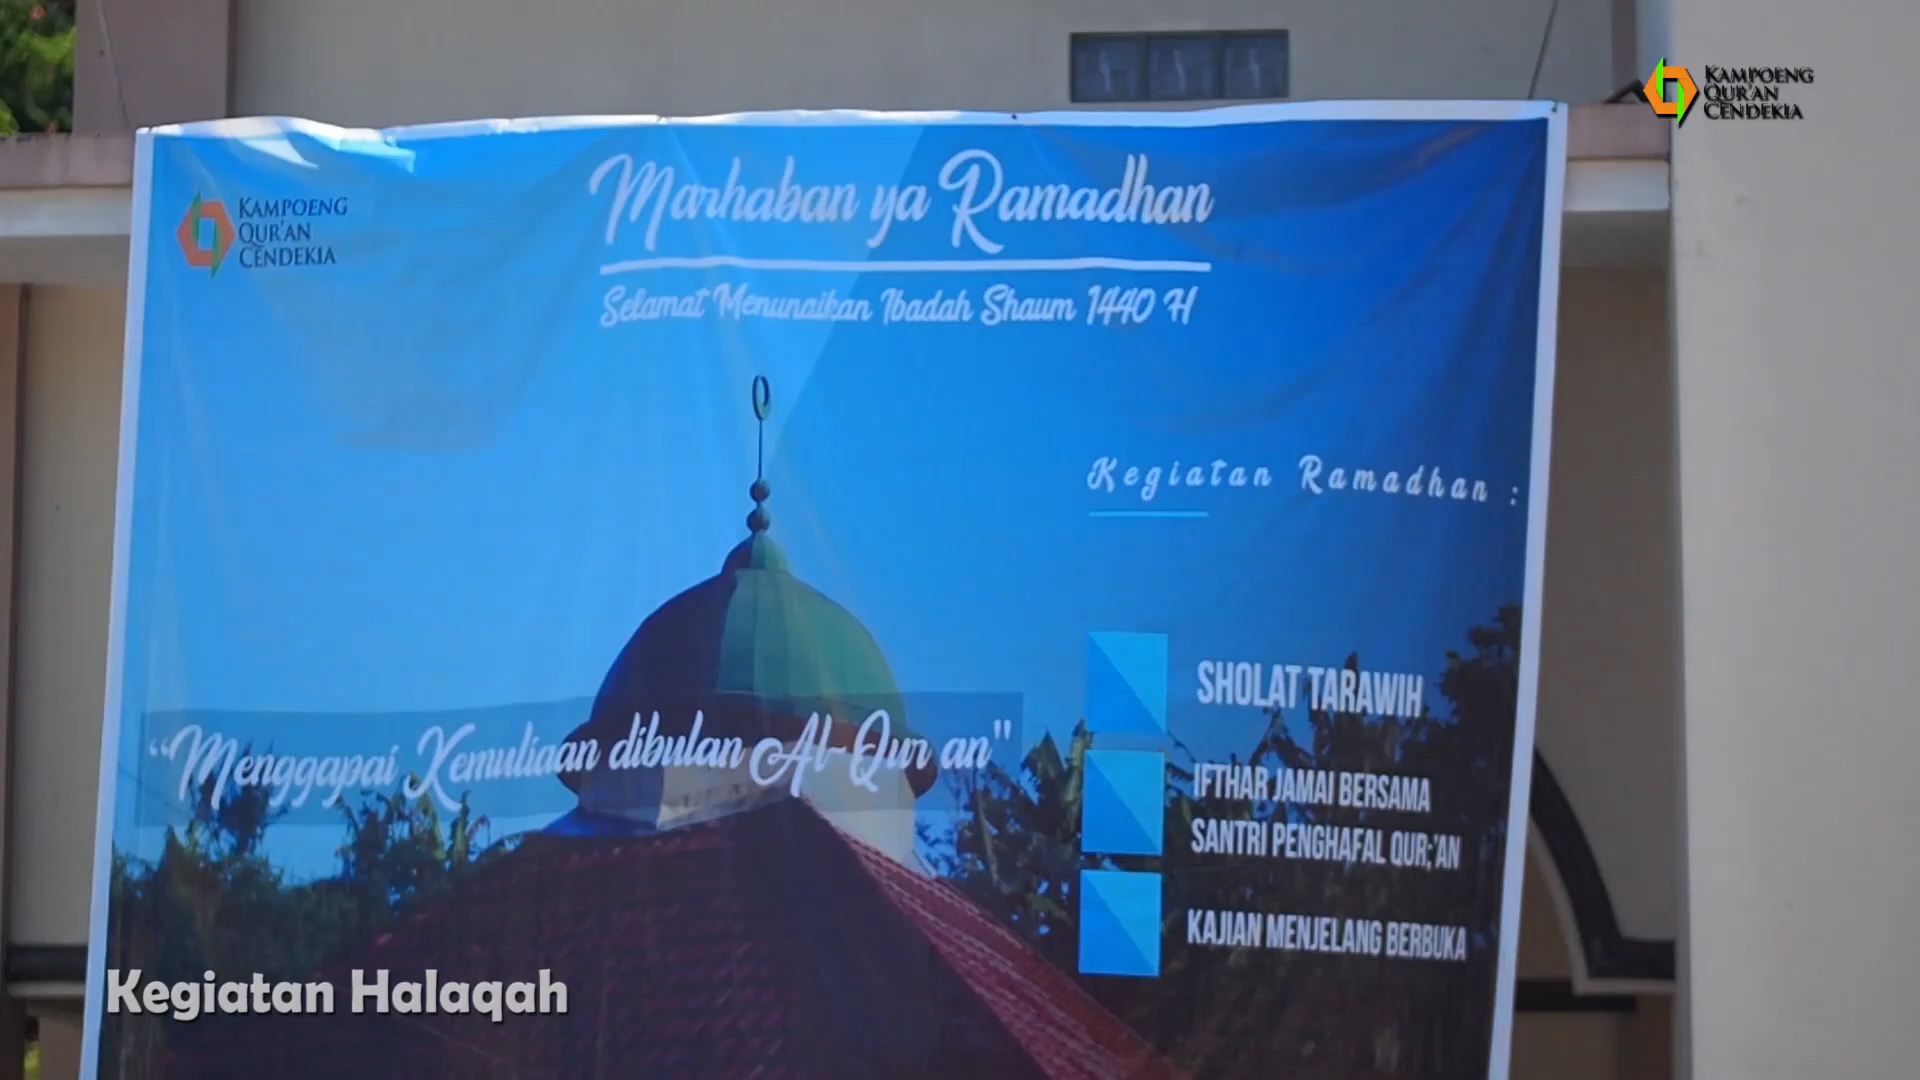 KAMPOENG
QUR'AN
CENDEKIA
KAMPOENG
QUR'AN
CENDEKIA
Marhaban ya Ramadhan
Selamat Menunaikan Ibadah Shaum 1440 H
Kegiatan Ramadhan :
SHOLAT TARAWIH
"Menggapai Kemuliaan dibulan Al-Qur an"
IFTHAR JAMAI BERSAMA
SANTRI PENGHAFAL QUR;'AN
KAJIAN MENJELANG BERBUKA
Kegiatan Halaqah